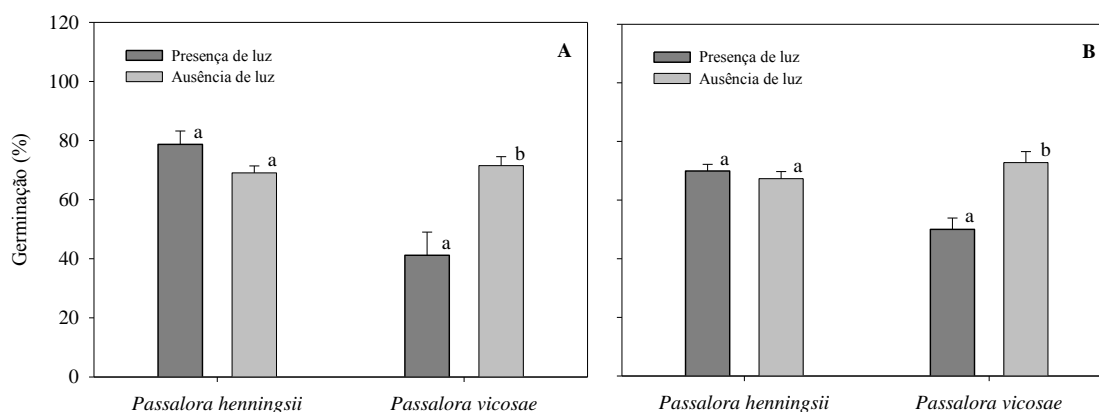 120
100
80
60
40
20
0
Germinação (%)
Presença de luz
Ausência de luz
A
a
a
a
b
Passalora henningsii
Passalora vicosae
Presença de luz
Ausência de luz
B
a
a
a
b
Passalora henningsii
Passalora vicosae